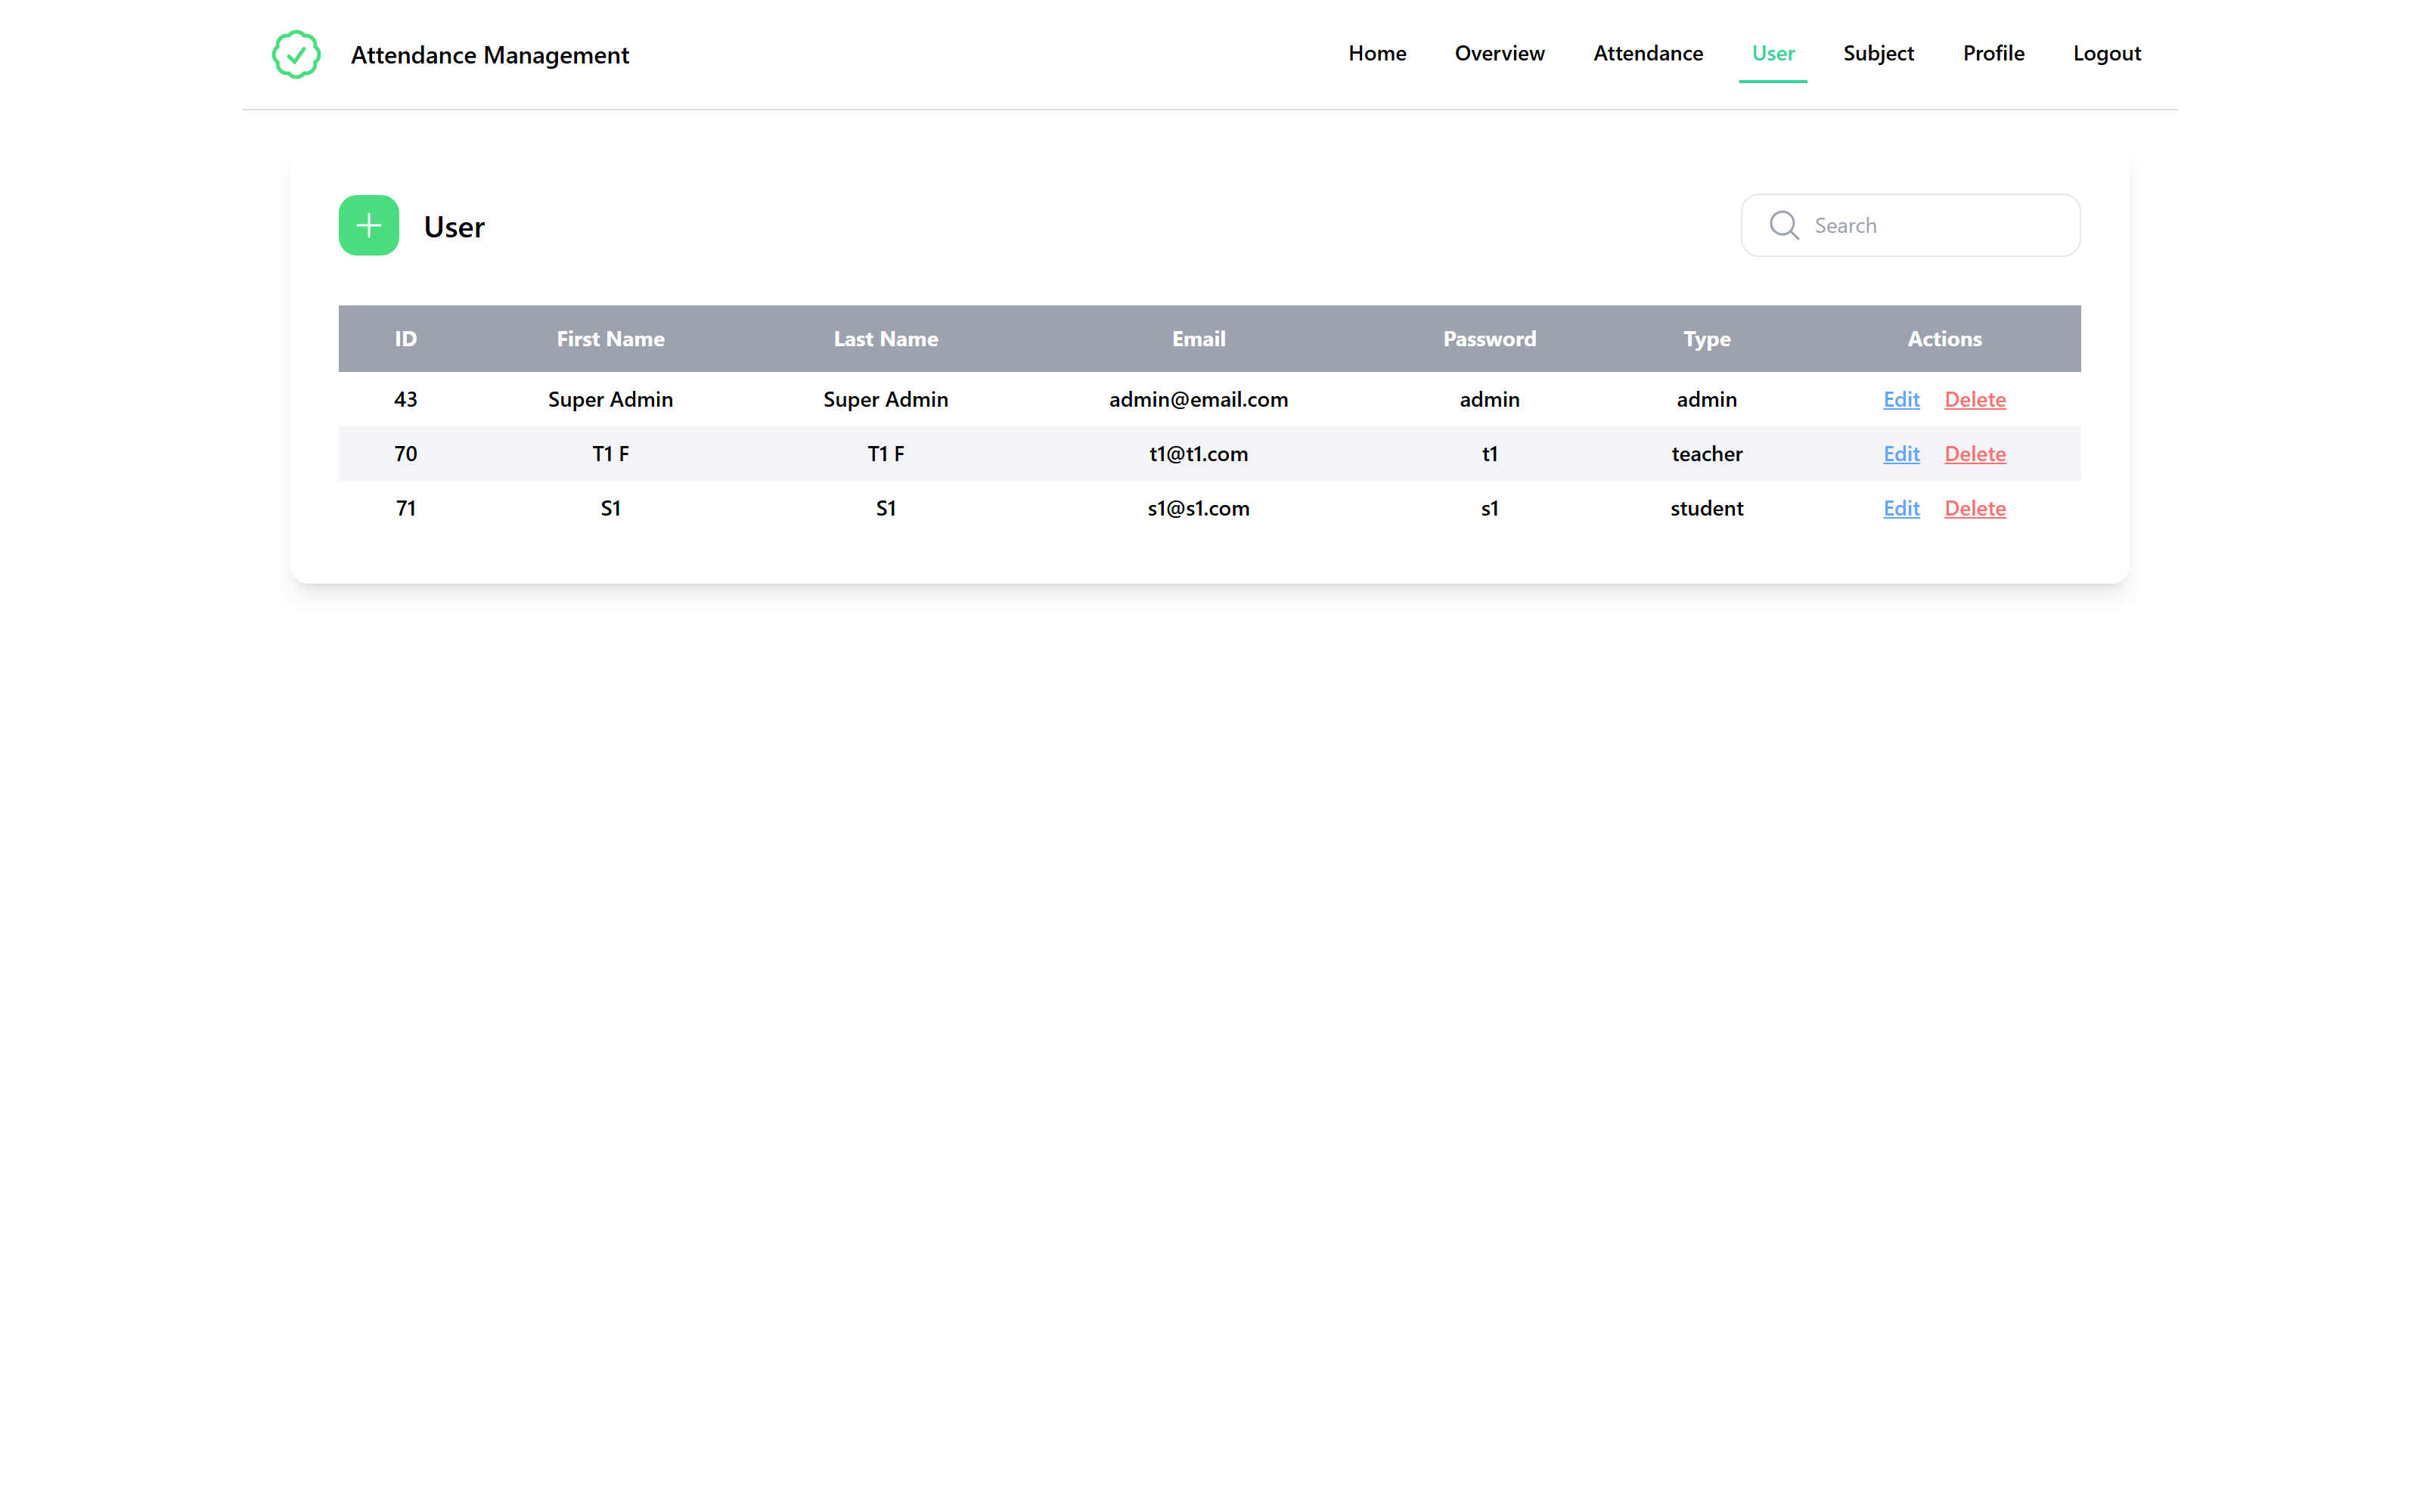 Attendance Management Home Overview Attendance User Subject Profile Logout
User Search
ID First Name Last Name Email Password Type Actions
43 Super Admin Super Admin admin@email.com admin admin Edit Delete
70 T1 F T1 F t1@t1.com t1 teacher Edit Delete
71 S1 S1 s1@s1.com s1 student Edit Delete